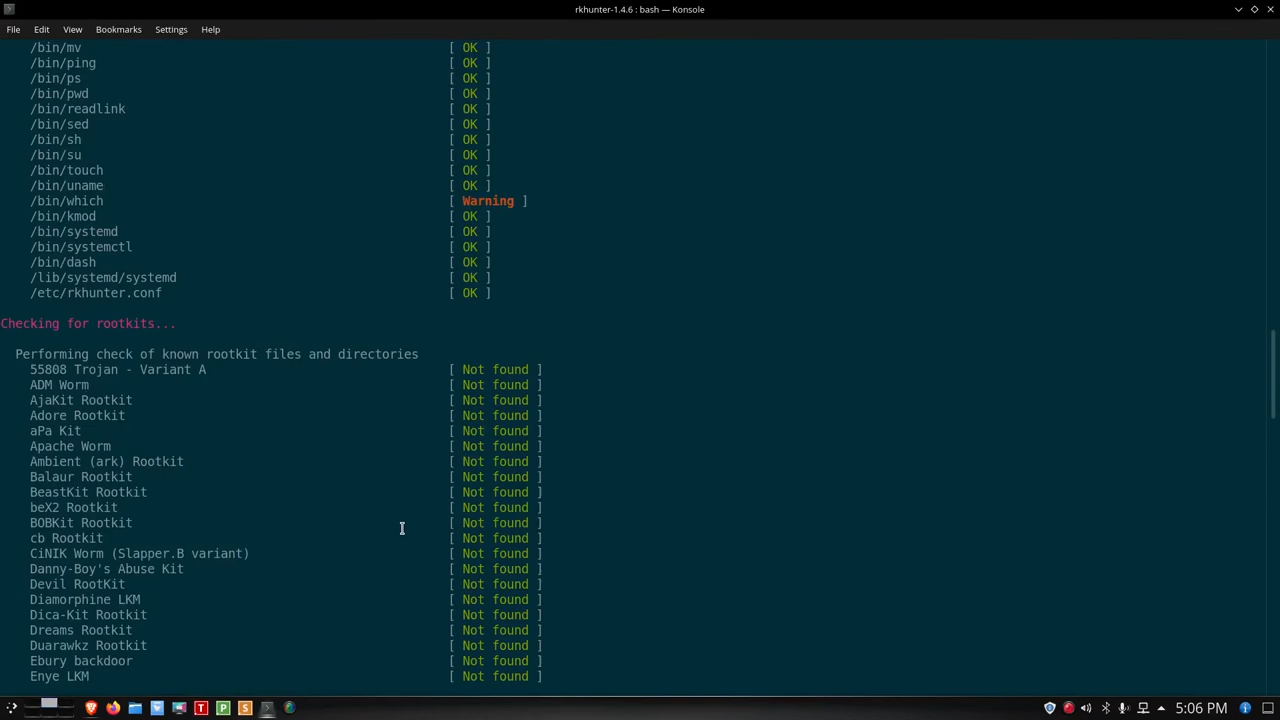 rkhunter-1.4.6 : bash — Konsole
File Edit View Bookmarks Settings Help
/bin/mv [ OK ]
/bin/ping [ OK ]
/bin/ps [ OK ]
/bin/pwd [ OK ]
/bin/readlink [ OK ]
/bin/sed [ OK ]
/bin/sh [ OK ]
/bin/su [ OK ]
/bin/touch [ OK ]
/bin/uname [ OK ]
/bin/which [ Warning ]
/bin/kmod [ OK ]
/bin/systemd [ OK ]
/bin/systemctl [ OK ]
/bin/dash [ OK ]
/lib/systemd/systemd [ OK ]
/etc/rkhunter.conf [ OK ]
Checking for rootkits...
Performing check of known rootkit files and directories
55808 Trojan - Variant A [ Not found ]
ADM Worm [ Not found ]
AjaKit Rootkit [ Not found ]
Adore Rootkit [ Not found ]
aPa Kit [ Not found ]
Apache Worm [ Not found ]
Ambient (ark) Rootkit [ Not found ]
Balaur Rootkit [ Not found ]
BeastKit Rootkit [ Not found ]
beX2 Rootkit [ Not found ]
BOBKit Rootkit [ Not found ]
cb Rootkit [ Not found ]
CiNIK Worm (Slapper.B variant) [ Not found ]
Danny-Boy's Abuse Kit [ Not found ]
Devil RootKit [ Not found ]
Diamorphine LKM [ Not found ]
Dica-Kit Rootkit [ Not found ]
Dreams Rootkit [ Not found ]
Duarawkz Rootkit [ Not found ]
Ebury backdoor [ Not found ]
Enye LKM [ Not found ]
T P S 5:06 PM